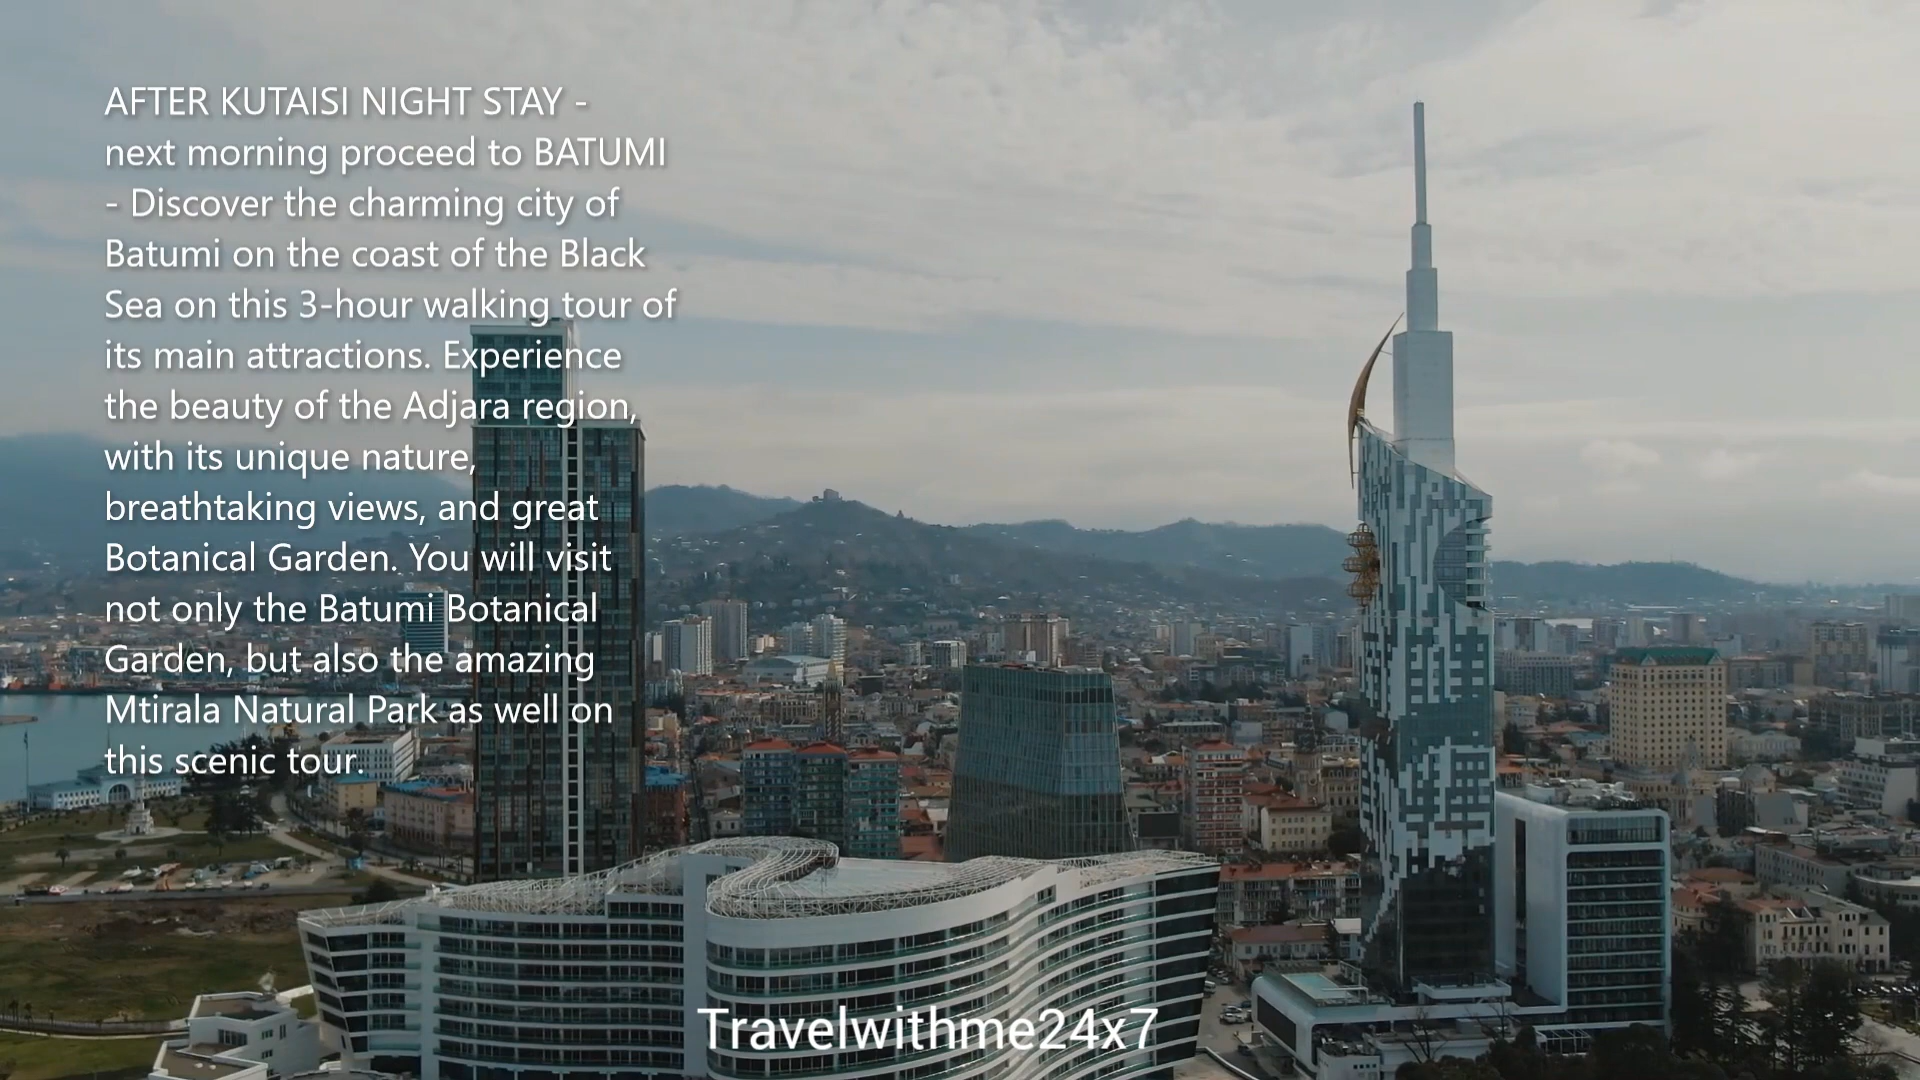 AFTER KUTAISI NIGHT STAY -
next morning proceed to BATUMI
- Discover the charming city of
Batumi on the coast of the Black
Sea on this 3-hour walking tour of
its main attractions. Experience
the beauty of the Adjara region,
with its unique nature,
breathtaking views, and great
Botanical Garden. You will visit
not only the Batumi Botanical
Garden, but also the amazing
Mtirala Natural Park as well on
this scenic tour.
Travelwithme24x7